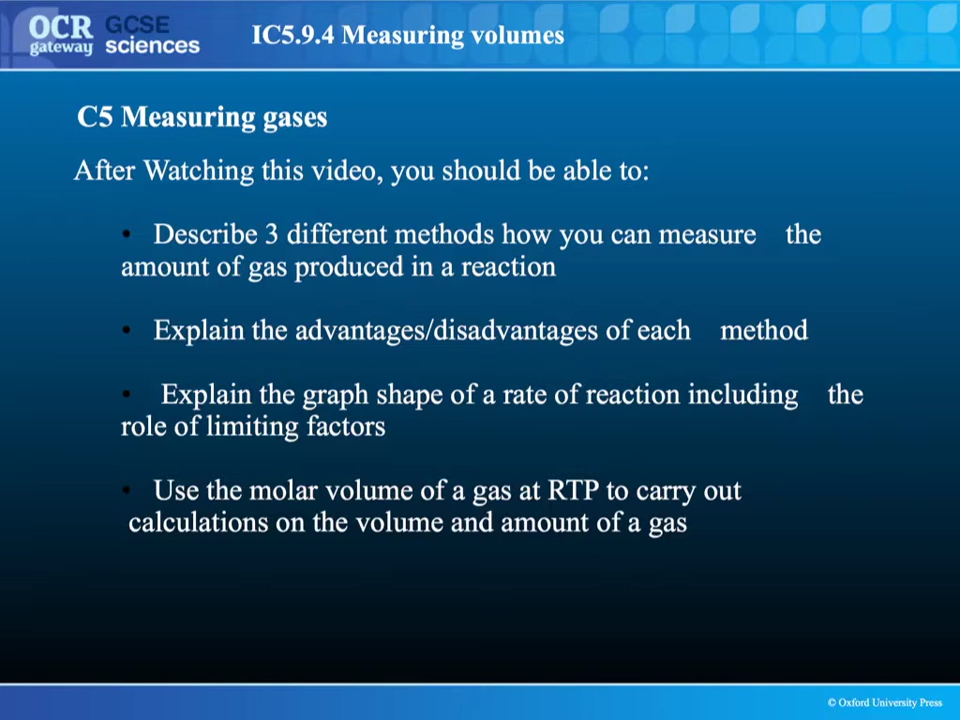 OCR GCSE
gateway sciences
IC5.9.4 Measuring volumes
C5 Measuring gases
After Watching this video, you should be able to:
• Describe 3 different methods how you can measure the
amount of gas produced in a reaction
• Explain the advantages/disadvantages of each method
• Explain the graph shape of a rate of reaction including the
role of limiting factors
• Use the molar volume of a gas at RTP to carry out
calculations on the volume and amount of a gas
© Oxford University Press